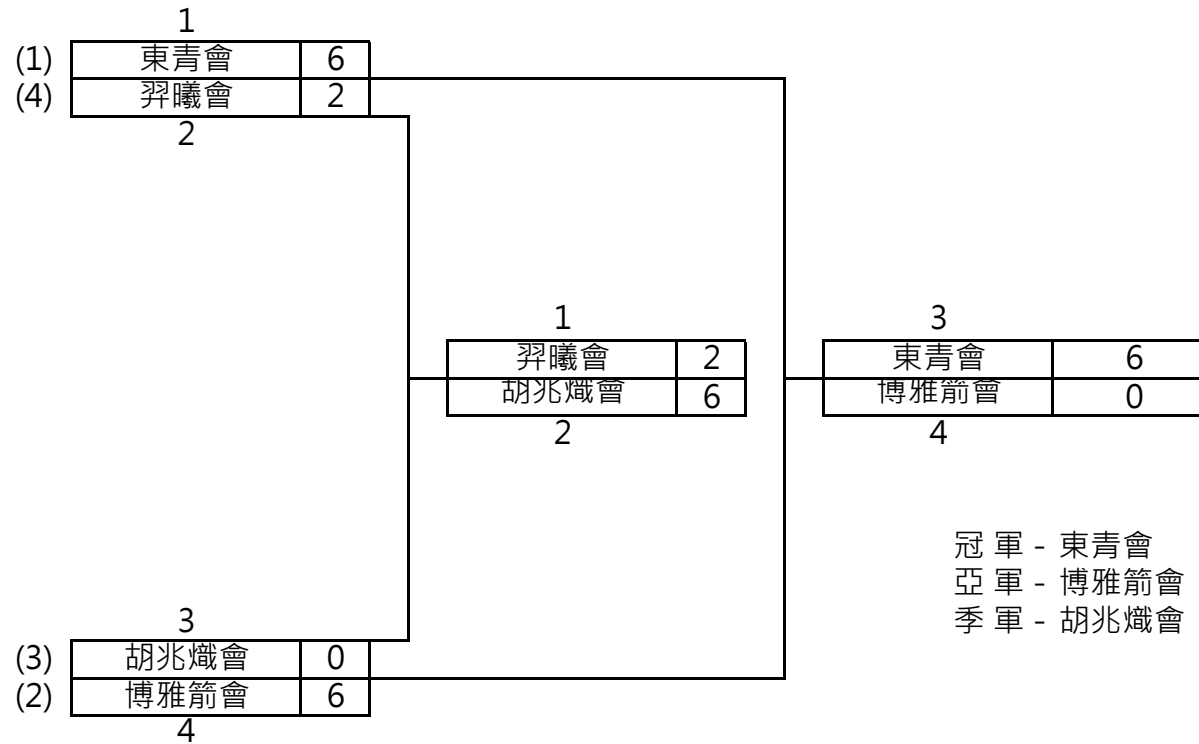 1
(1) 東青會 6
(4) 羿曦會 2
2
1
羿曦會 2
胡兆熾會 6
2
3
東青會 6
博雅箭會 0
4
冠 軍 - 東青會
亞 軍 - 博雅箭會
季 軍 - 胡兆熾會
3
(3) 胡兆熾會 0
(2) 博雅箭會 6
4